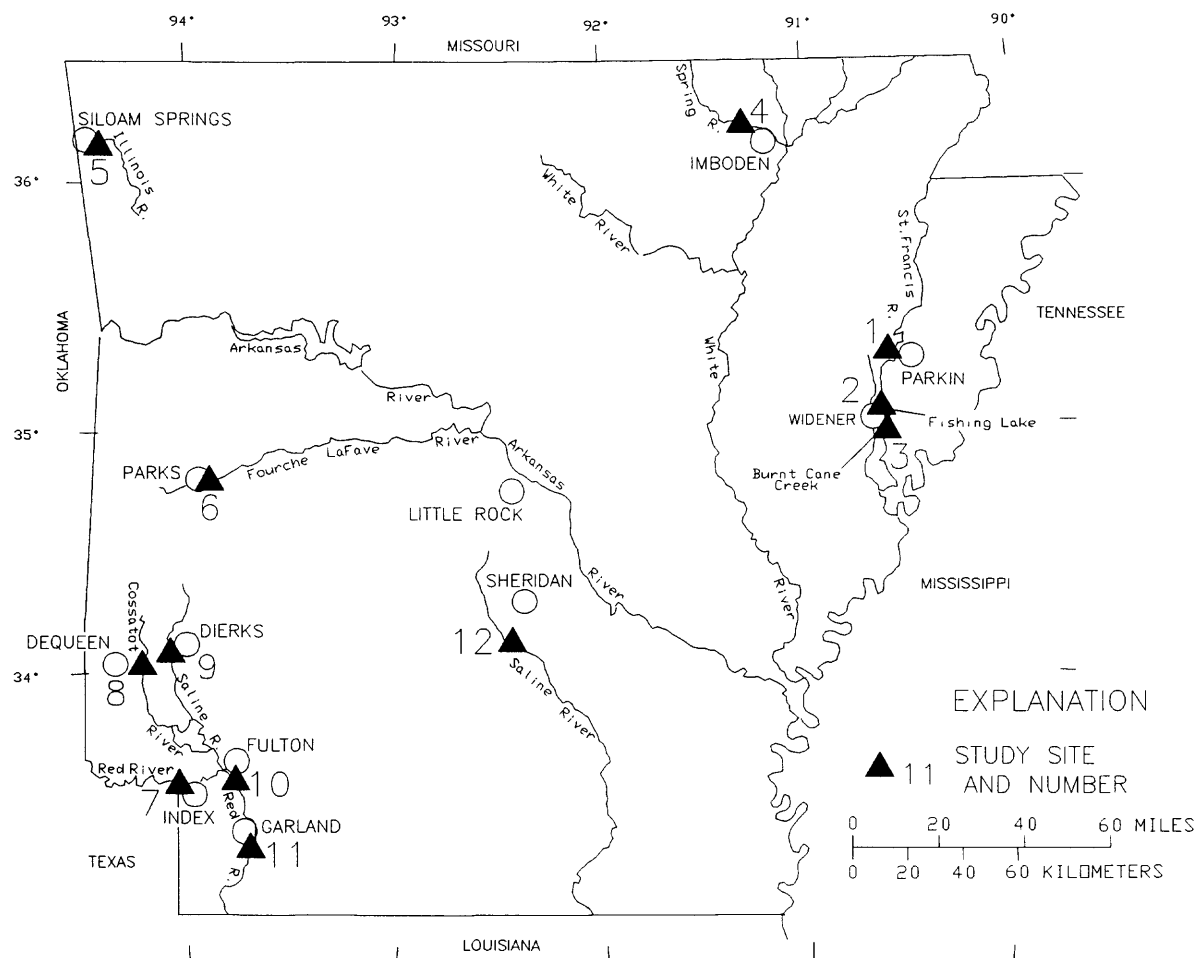 94° 93° 92° 91° 90°
MISSOURI
SILOAM SPRINGS
5
Illinois R.
Spring R.
4
IMBODEN
36°
White River
St. Francis R.
TENNESSEE
OKLAHOMA
Arkansas River
White River
1
PARKIN
2
WIDENER
Fishing Lake
3
Burnt Cane
Creek
35°
PARKS
6
Fourche LaFave River
Arkansas River
LITTLE ROCK
MISSISSIPPI
SHERIDAN
12
Saline River
Cossatot River
DEQUEEN
8
DIERKS
9
Saline R.
34°
FULTON
Red River
7
INDEX
10
Red R.
GARLAND
11
TEXAS
LOUISIANA
EXPLANATION
11 STUDY SITE
AND NUMBER
0 20 40 60 MILES
0 20 40 60 KILOMETERS